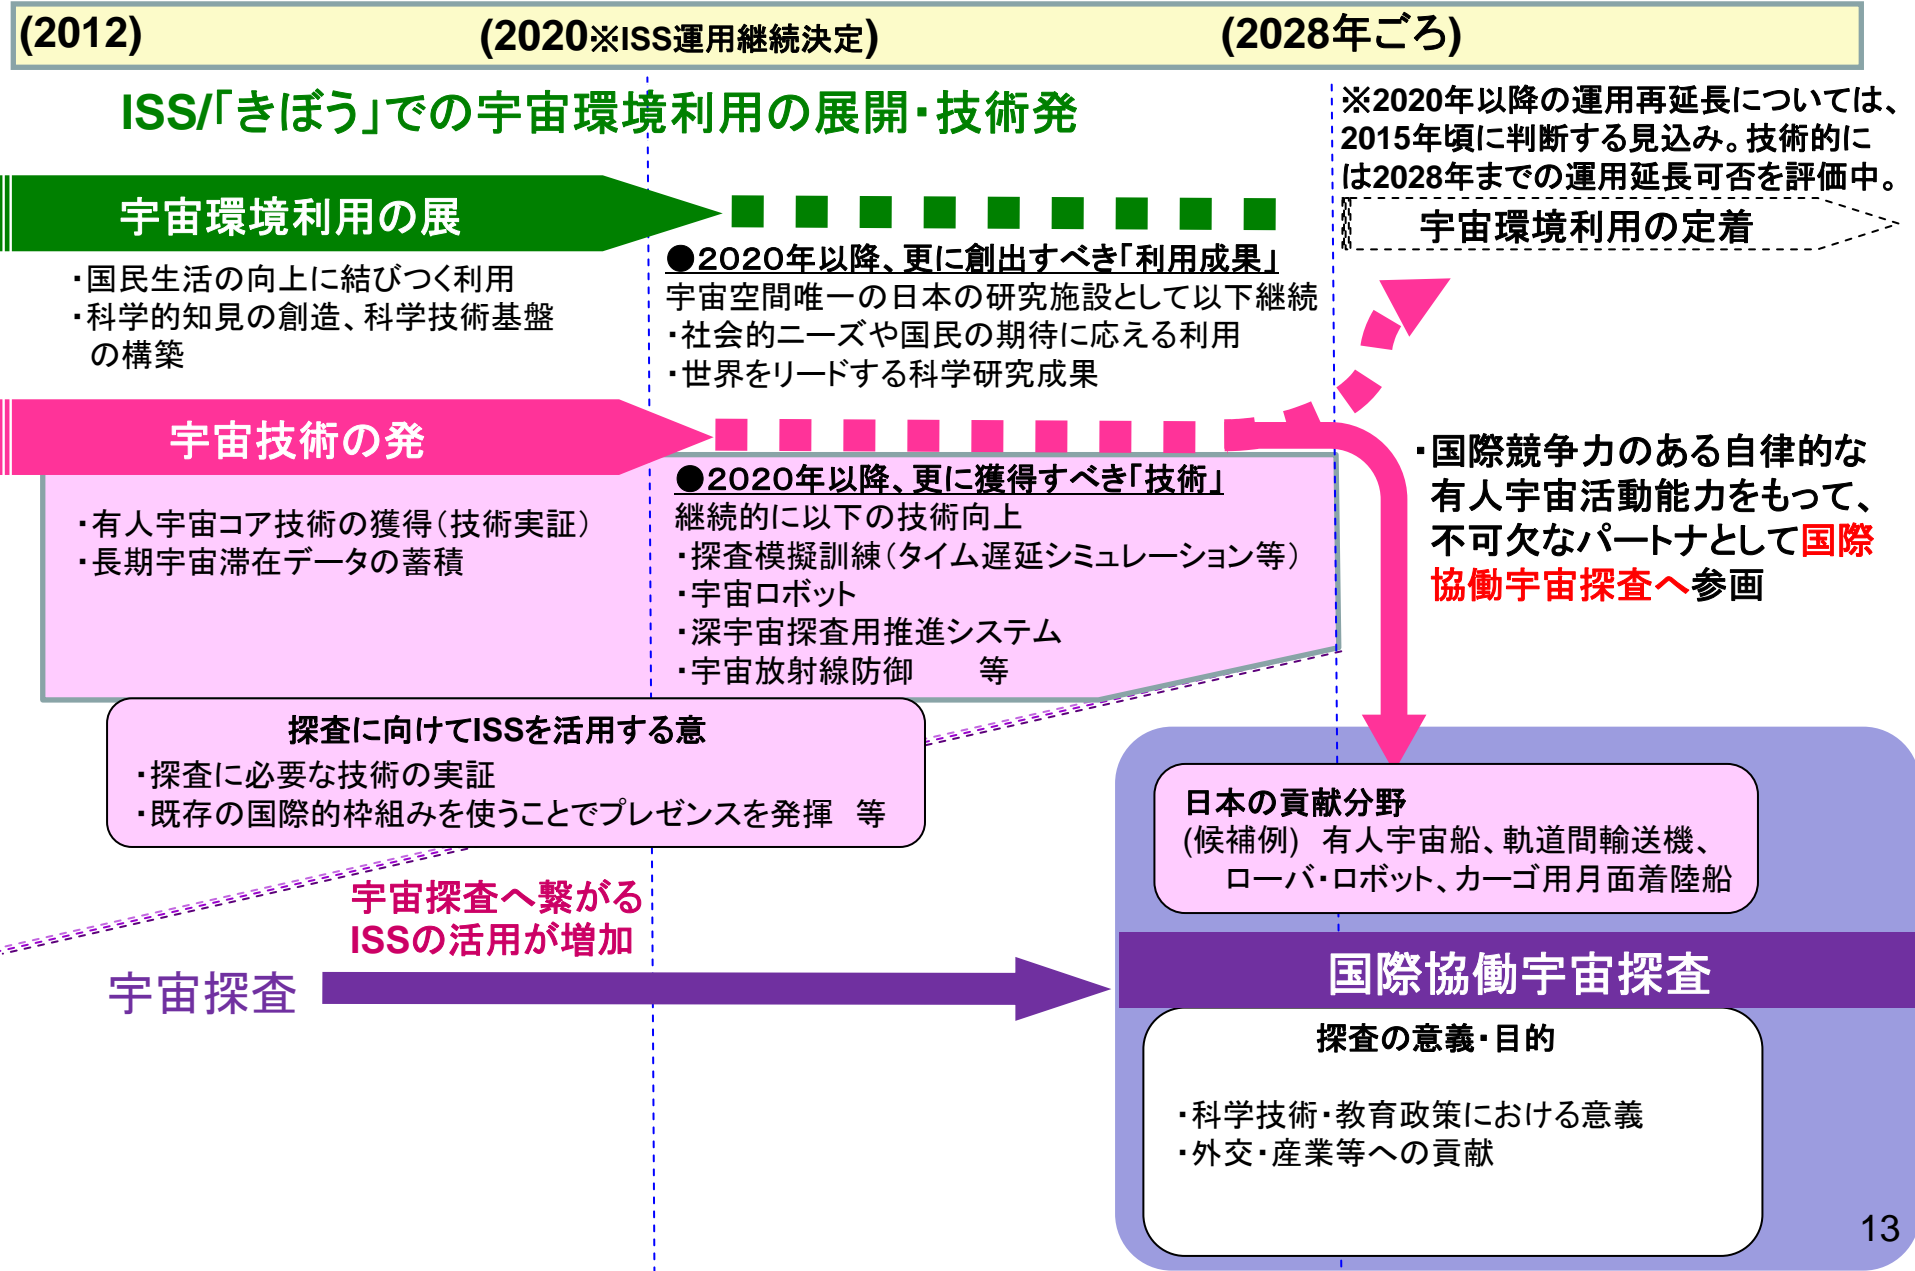 (2012)
(2020※ISS運用継続決定)
(2028年ごろ)
ISS/「きぼう」での宇宙環境利用の展開・技術発
※2020年以降の運用再延長については、
2015年頃に判断する見込み。技術的に
は2028年までの運用延長可否を評価中。
宇宙環境利用の展
宇宙環境利用の定着
・国民生活の向上に結びつく利用
・科学的知見の創造、科学技術基盤
の構築
●2020年以降、更に創出すべき「利用成果」
宇宙空間唯一の日本の研究施設として以下継続
・社会的ニーズや国民の期待に応える利用
・世界をリードする科学研究成果
宇宙技術の発
・有人宇宙コア技術の獲得(技術実証)
・長期宇宙滞在データの蓄積
●2020年以降、更に獲得すべき「技術」
継続的に以下の技術向上
・探査模擬訓練(タイム遅延シミュレーション等)
・宇宙ロボット
・深宇宙探査用推進システム
・宇宙放射線防御　　等
・国際競争力のある自律的な
有人宇宙活動能力をもって、
不可欠なパートナとして国際
協働宇宙探査へ参画
探査に向けてISSを活用する意
・探査に必要な技術の実証
・既存の国際的枠組みを使うことでプレゼンスを発揮　等
日本の貢献分野
(候補例)　有人宇宙船、軌道間輸送機、
ローバ・ロボット、カーゴ用月面着陸船
宇宙探査へ繋がる
ISSの活用が増加
宇宙探査
国際協働宇宙探査
探査の意義・目的
・科学技術・教育政策における意義
・外交・産業等への貢献
13